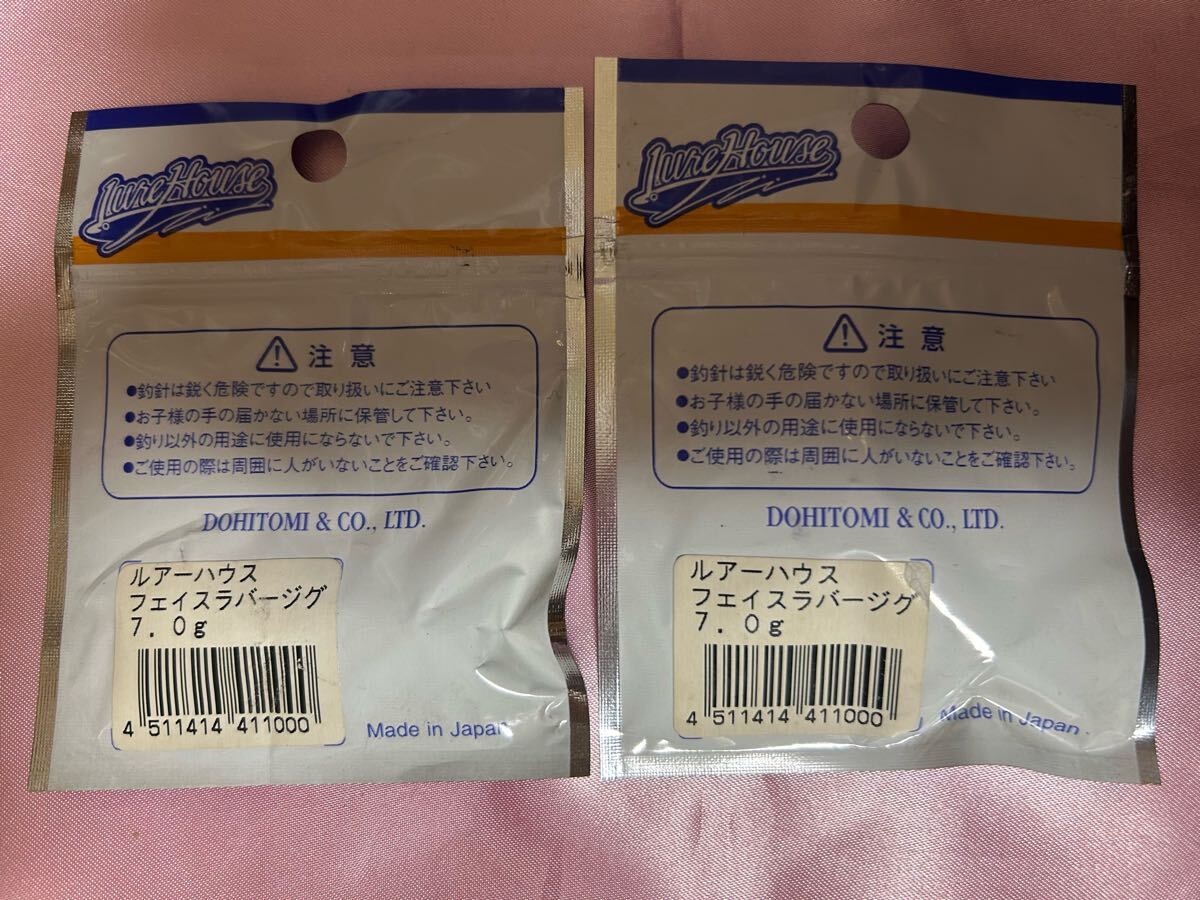 Lure House
注意
●釣針は鋭く危険ですので取り扱いにご注意下さい
●お子様の手の届かない場所に保管して下さい。
●釣り以外の用途に使用にならないで下さい。
●ご使用の際は周囲に人がいないことをご確認下さい。
DOHITOMI & CO., LTD.
ルアーハウス
フェイスラバージグ
7.0g
4 511414 411000
Made in Japan
Lure House
注意
●釣針は鋭く危険ですので取り扱いにご注意下さい
●お子様の手の届かない場所に保管して下さい。
●釣り以外の用途に使用にならないで下さい。
●ご使用の際は周囲に人がいないことをご確認下さい。
DOHITOMI & CO., LTD.
ルアーハウス
フェイスラバージグ
7.0g
4 511414 411000
Made in Japan